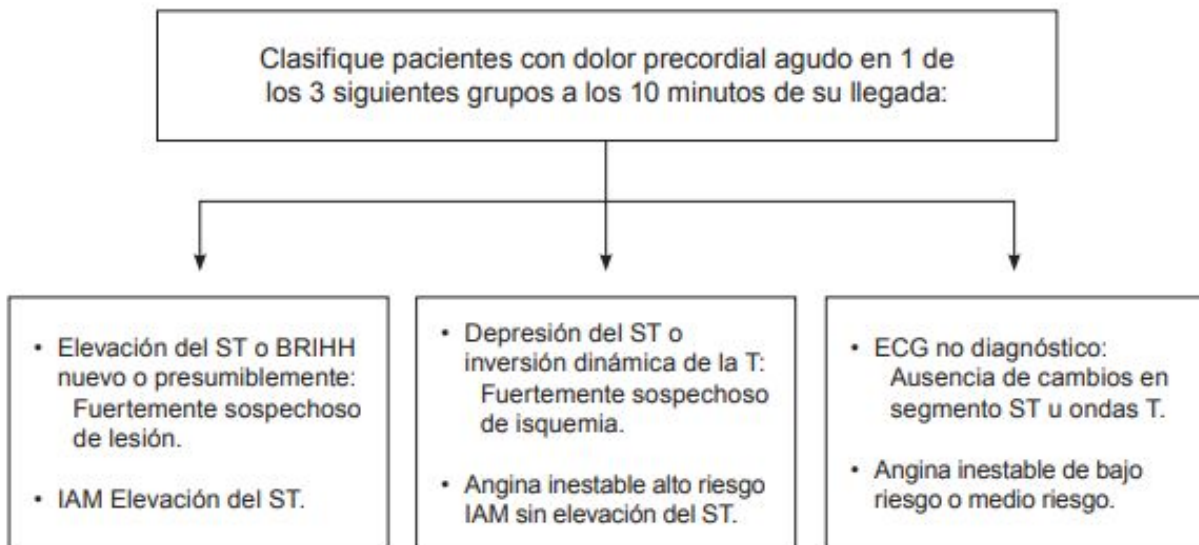 Clasifique pacientes con dolor precordial agudo en 1 de
los 3 siguientes grupos a los 10 minutos de su llegada:
• Elevación del ST o BRIHH
nuevo o presumiblemente:
Fuertemente sospechoso
de lesión.
• IAM Elevación del ST.
• Depresión del ST o
inversión dinámica de la T:
Fuertemente sospechoso
de isquemia.
• Angina inestable alto riesgo
IAM sin elevación del ST.
• ECG no diagnóstico:
Ausencia de cambios en
segmento ST u ondas T.
• Angina inestable de bajo
riesgo o medio riesgo.